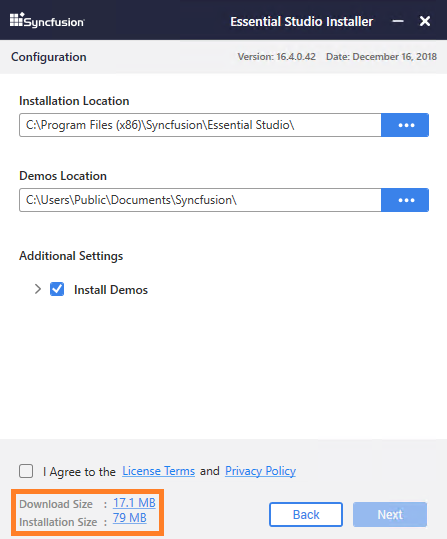 Syncfusion Essential Studio Installer
Configuration Version: 16.4.0.42 Date: December 16, 2018
Installation Location
C:\Program Files (x86)\Syncfusion\Essential Studio\
Demos Location
C:\Users\Public\Documents\Syncfusion\
Additional Settings
Install Demos
I Agree to the License Terms and Privacy Policy
Download Size : 17.1 MB
Installation Size : 79 MB
Back Next